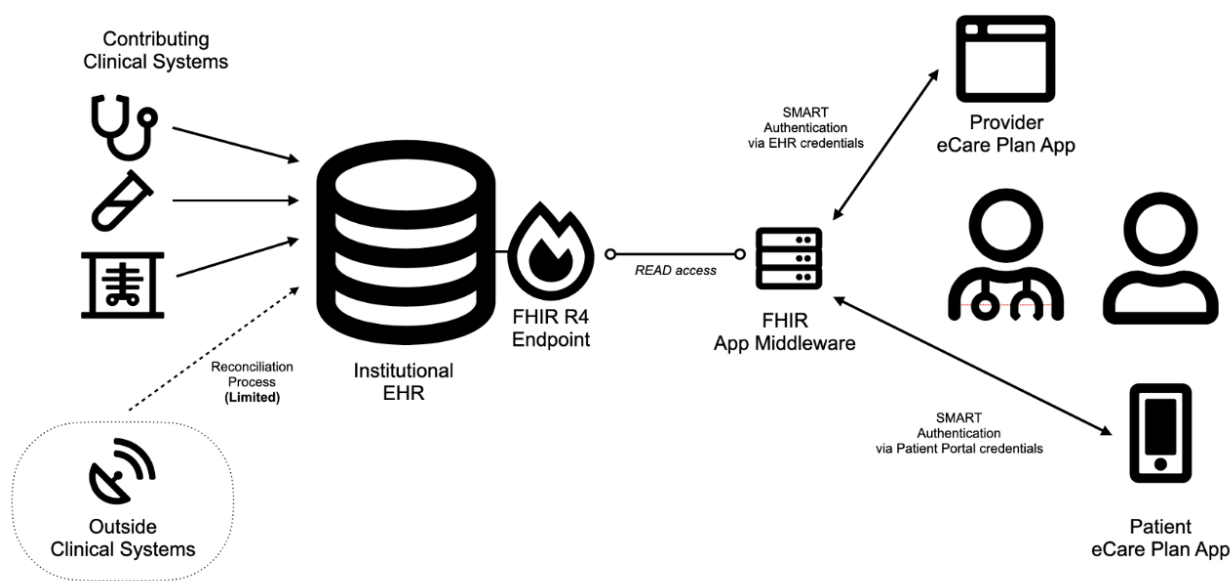 Contributing
Clinical Systems
SMART
Authentication
via EHR credentials
Provider
eCare Plan App
READ access
FHIR R4
Endpoint
FHIR
App Middleware
Institutional
EHR
Reconciliation
Process
(Limited)
SMART
Authentication
via Patient Portal credentials
Outside
Clinical Systems
Patient
eCare Plan App